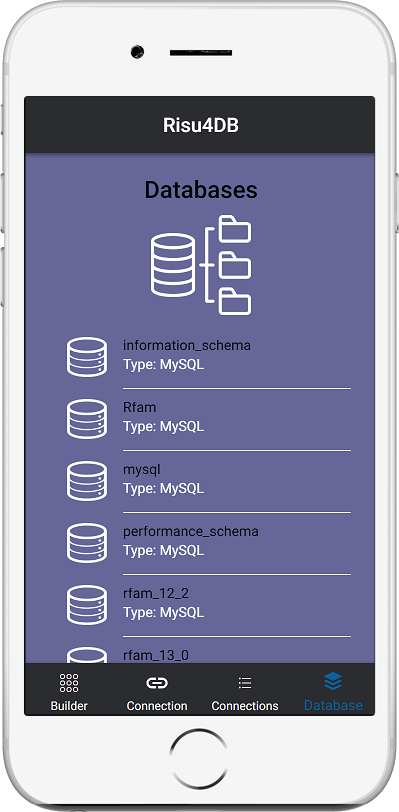 Risu4DB
Databases
information_schema
Type: MySQL
Rfam
Type: MySQL
mysql
Type: MySQL
performance_schema
Type: MySQL
rfam_12_2
Type: MySQL
rfam_13_0
Builder Connection Connections Database